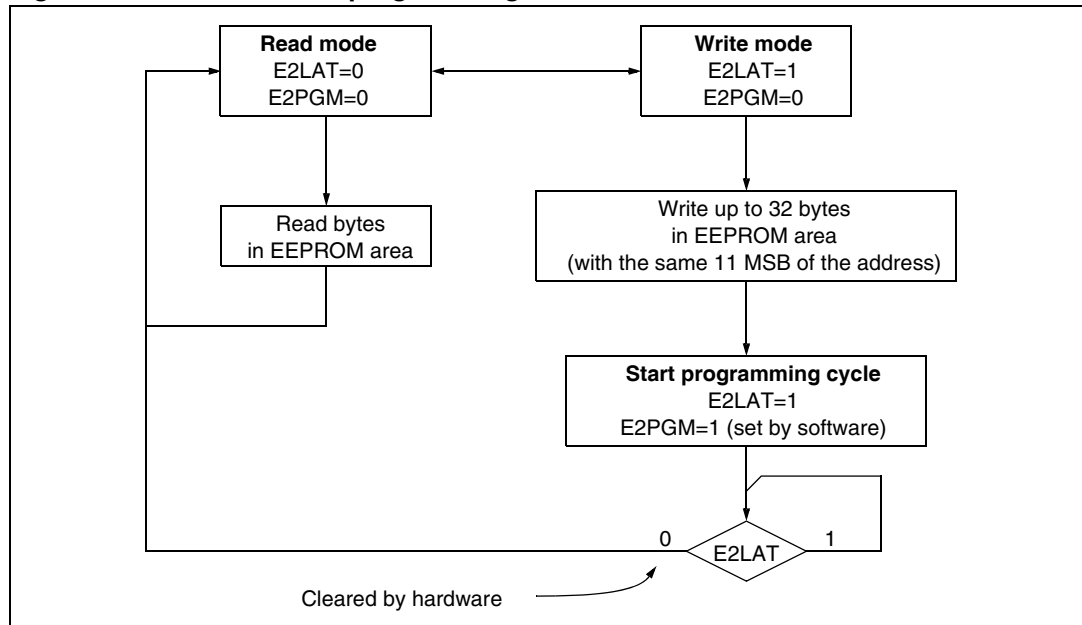 Read mode
E2LAT=0
E2PGM=0
Write mode
E2LAT=1
E2PGM=0
Read bytes
in EEPROM area
Write up to 32 bytes
in EEPROM area
(with the same 11 MSB of the address)
Start programming cycle
E2LAT=1
E2PGM=1 (set by software)
0
E2LAT
1
Cleared by hardware